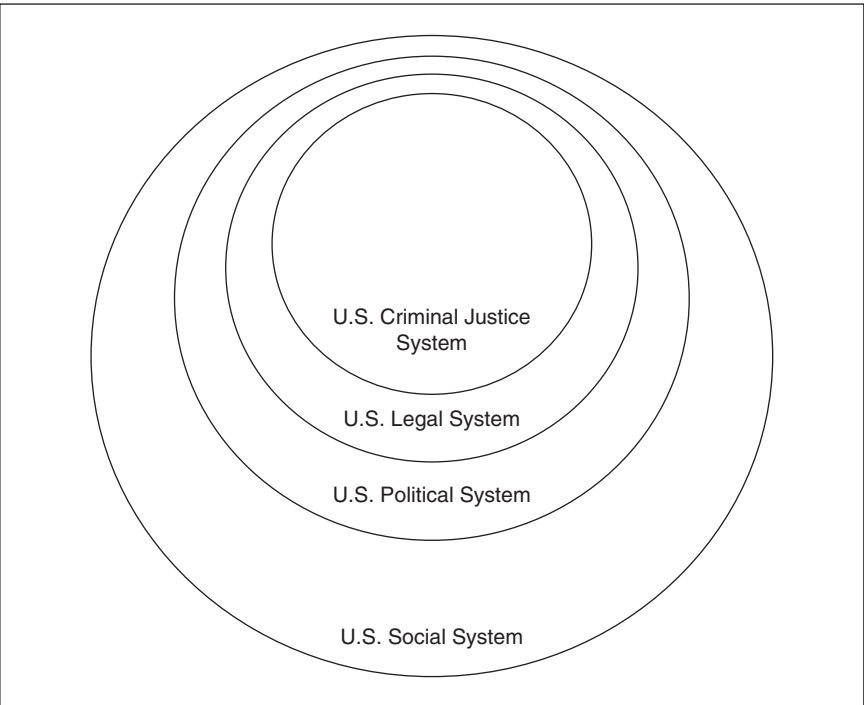 U.S. Criminal Justice
System
U.S. Legal System
U.S. Political System
U.S. Social System